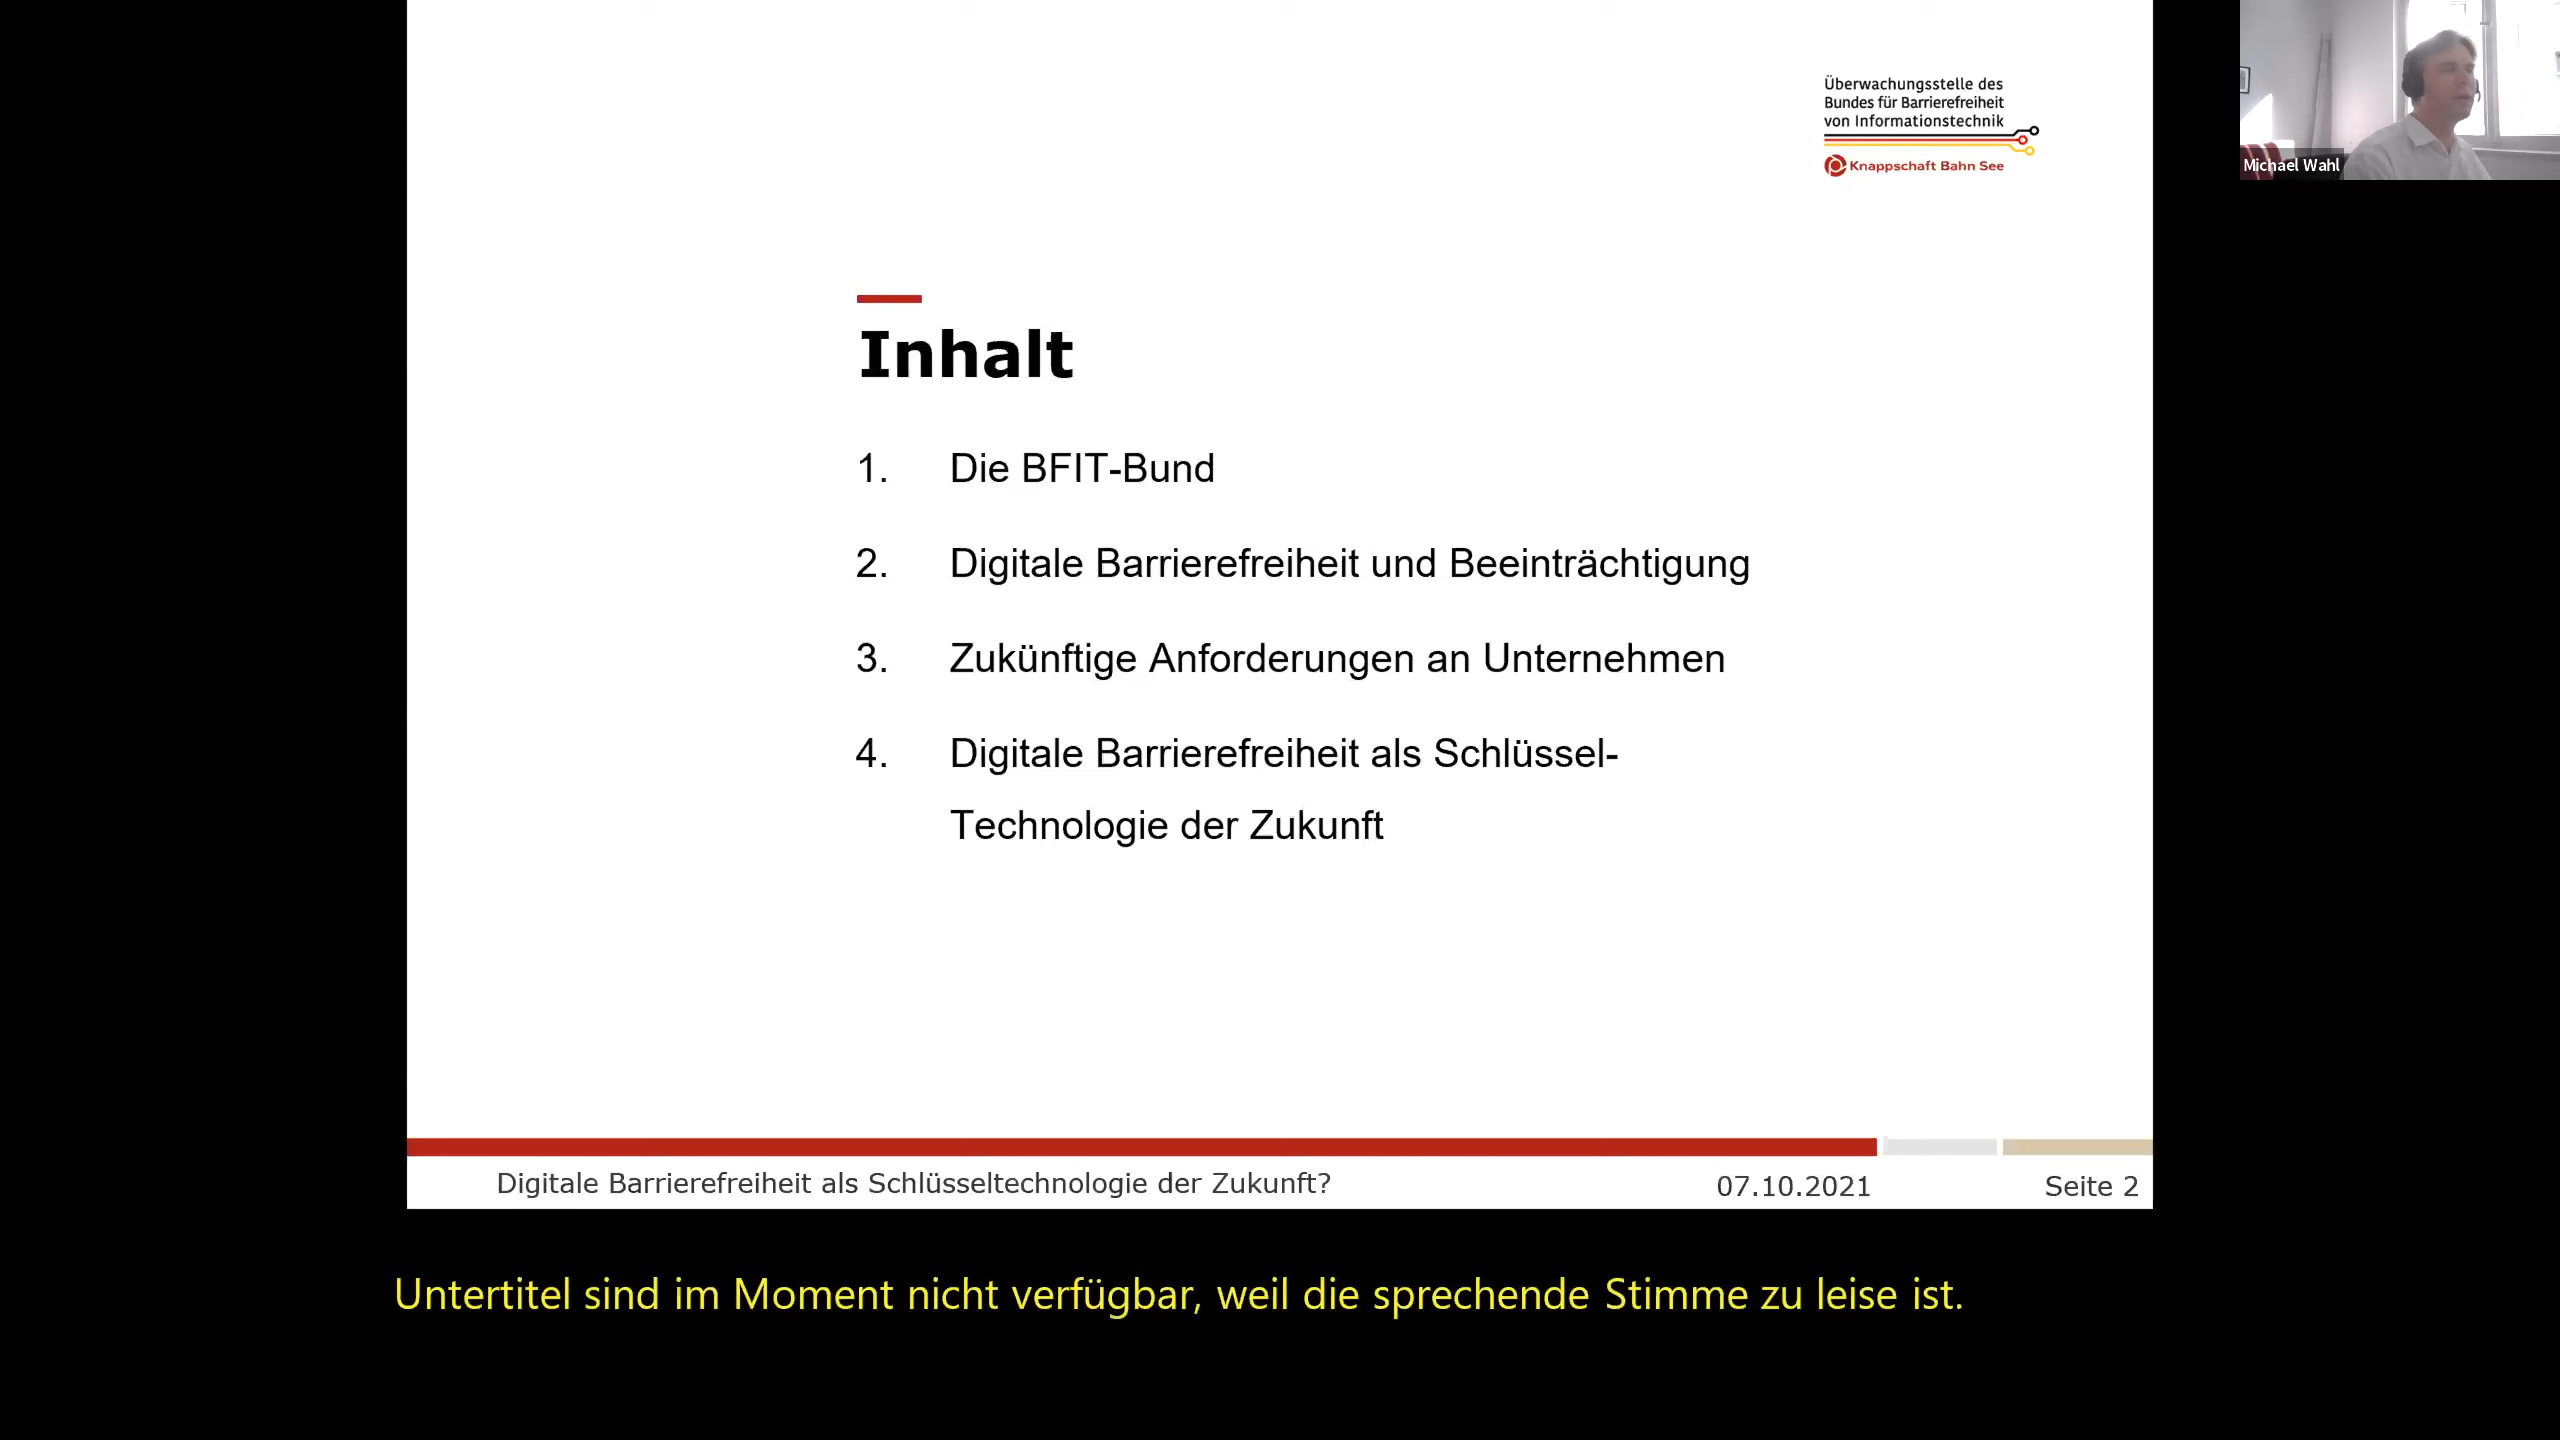 Überwachungsstelle des
Bundes für Barrierefreiheit
von Informationstechnik
Knappschaft Bahn See
Michael Wahl
Inhalt
1. Die BFIT-Bund
2. Digitale Barrierefreiheit und Beeinträchtigung
3. Zukünftige Anforderungen an Unternehmen
4. Digitale Barrierefreiheit als Schlüssel-
Technologie der Zukunft
Digitale Barrierefreiheit als Schlüsseltechnologie der Zukunft? 07.10.2021 Seite 2
Untertitel sind im Moment nicht verfügbar, weil die sprechende Stimme zu leise ist.